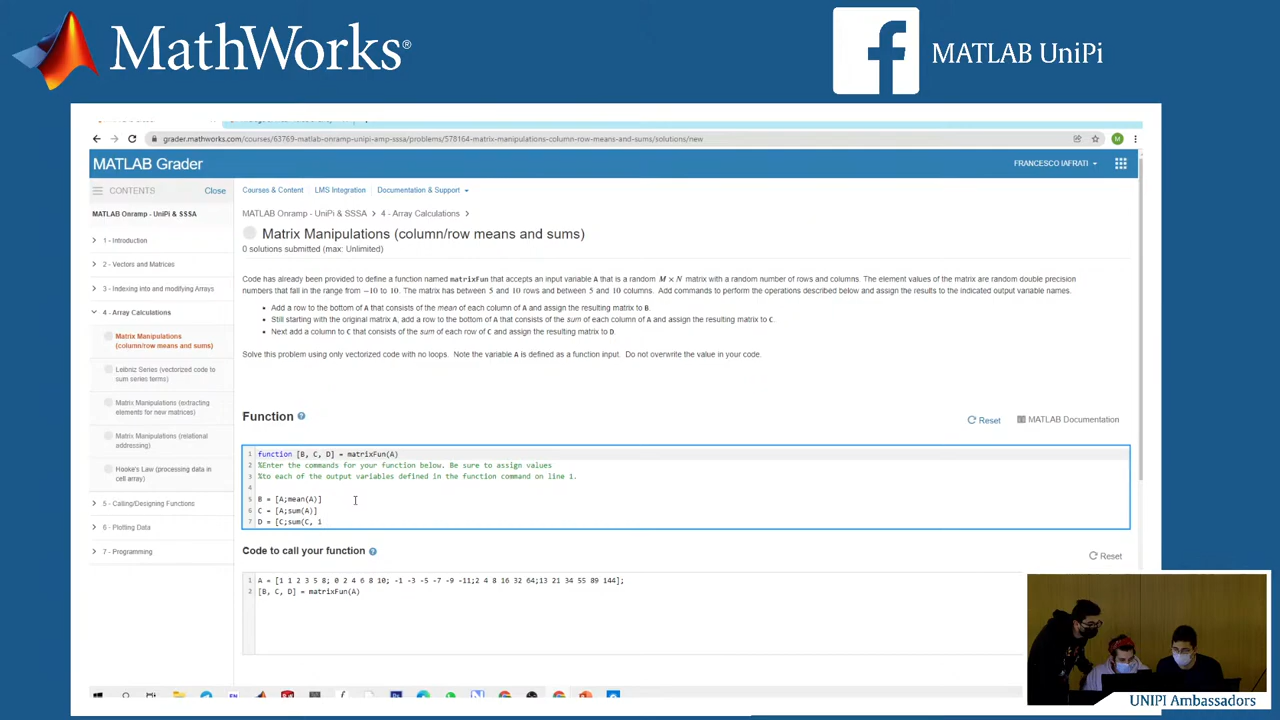 MathWorks®
MATLAB UniPi
grader.mathworks.com/courses/63769-matlab-onramp-unipi-amp-sssa/problems/578164-matrix-manipulations-column-row-means-and-sums/solutions/new
MATLAB Grader
FRANCESCO IAFRATI
CONTENTS
Close
MATLAB Onramp - UniPi & SSSA
1 - Introduction
2 - Vectors and Matrices
3 - Indexing into and modifying Arrays
4 - Array Calculations
Matrix Manipulations
(column/row means and sums)
Leibniz Series (vectorized code to
sum series terms)
Matrix Manipulations (extracting
elements for new matrices)
Matrix Manipulations (relational
addressing)
Hooke's Law (processing data in
cell array)
5 - Calling/Designing Functions
6 - Plotting Data
7 - Programming
Courses & Content
LMS Integration
Documentation & Support
MATLAB Onramp - UniPi & SSSA > 4 - Array Calculations >
Matrix Manipulations (column/row means and sums)
0 solutions submitted (max: Unlimited)
Code has already been provided to define a function named matrixFun that accepts an input variable A that is a random M × N matrix with a random number of rows and columns. The element values of the matrix are random double precision
numbers that fall in the range from −10 to 10. The matrix has between 5 and 10 rows and between 5 and 10 columns. Add commands to perform the operations described below and assign the results to the indicated output variable names.
• Add a row to the bottom of A that consists of the mean of each column of A and assign the resulting matrix to B.
• Still starting with the original matrix A, add a row to the bottom of A that consists of the sum of each column of A and assign the resulting matrix to C.
• Next add a column to C that consists of the sum of each row of C and assign the resulting matrix to D.
Solve this problem using only vectorized code with no loops. Note the variable A is defined as a function input. Do not overwrite the value in your code.
Function
Reset
MATLAB Documentation
1 function [B, C, D] = matrixFun(A)
2 %Enter the commands for your function below. Be sure to assign values
3 %to each of the output variables defined in the function command on line 1.
4
5 B = [A;mean(A)]
6 C = [A;sum(A)]
7 D = [C;sum(C, 1
Code to call your function
Reset
1 A = [1 1 2 3 5 8; 0 2 4 6 8 10; -1 -3 -5 -7 -9 -11;2 4 8 16 32 64;13 21 34 55 89 144];
2 [B, C, D] = matrixFun(A)
UNIPI Ambassadors